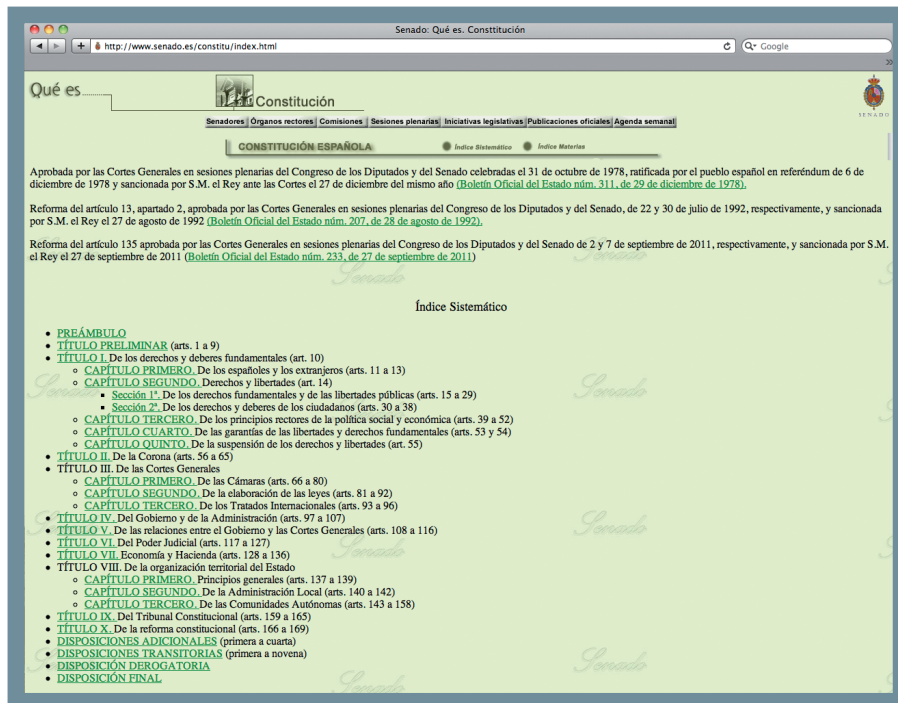 Senado: Qué es. Consttitución
http://www.senado.es/constitu/index.html
Google
Qué es
Constitución
SENADO
Senadores Órganos rectores Comisiones Sesiones plenarias Iniciativas legislativas Publicaciones oficiales Agenda semanal
CONSTITUCIÓN ESPAÑOLA Índice Sistemático Índice Materias
Aprobada por las Cortes Generales en sesiones plenarias del Congreso de los Diputados y del Senado celebradas el 31 de octubre de 1978, ratificada por el pueblo español en referéndum de 6 de
diciembre de 1978 y sancionada por S.M. el Rey ante las Cortes el 27 de diciembre del mismo año (Boletín Oficial del Estado núm. 311, de 29 de diciembre de 1978).
Reforma del artículo 13, apartado 2, aprobada por las Cortes Generales en sesiones plenarias del Congreso de los Diputados y del Senado, de 22 y 30 de julio de 1992, respectivamente, y sancionada
por S.M. el Rey el 27 de agosto de 1992 (Boletín Oficial del Estado núm. 207, de 28 de agosto de 1992).
Reforma del artículo 135 aprobada por las Cortes Generales en sesiones plenarias del Congreso de los Diputados y del Senado de 2 y 7 de septiembre de 2011, respectivamente, y sancionada por S.M.
el Rey el 27 de septiembre de 2011 (Boletín Oficial del Estado núm. 233, de 27 de septiembre de 2011)
Índice Sistemático
PREÁMBULO
TÍTULO PRELIMINAR (arts. 1 a 9)
TÍTULO I. De los derechos y deberes fundamentales (art. 10)
CAPÍTULO PRIMERO. De los españoles y los extranjeros (arts. 11 a 13)
CAPÍTULO SEGUNDO. Derechos y libertades (art. 14)
Sección 1ª. De los derechos fundamentales y de las libertades públicas (arts. 15 a 29)
Sección 2ª. De los derechos y deberes de los ciudadanos (arts. 30 a 38)
CAPÍTULO TERCERO. De los principios rectores de la política social y económica (arts. 39 a 52)
CAPÍTULO CUARTO. De las garantías de las libertades y derechos fundamentales (arts. 53 y 54)
CAPÍTULO QUINTO. De la suspensión de los derechos y libertades (art. 55)
TÍTULO II. De la Corona (arts. 56 a 65)
TÍTULO III. De las Cortes Generales
CAPÍTULO PRIMERO. De las Cámaras (arts. 66 a 80)
CAPÍTULO SEGUNDO. De la elaboración de las leyes (arts. 81 a 92)
CAPÍTULO TERCERO. De los Tratados Internacionales (arts. 93 a 96)
TÍTULO IV. Del Gobierno y de la Administración (arts. 97 a 107)
TÍTULO V. De las relaciones entre el Gobierno y las Cortes Generales (arts. 108 a 116)
TÍTULO VI. Del Poder Judicial (arts. 117 a 127)
TÍTULO VII. Economía y Hacienda (arts. 128 a 136)
TÍTULO VIII. De la organización territorial del Estado
CAPÍTULO PRIMERO. Principios generales (arts. 137 a 139)
CAPÍTULO SEGUNDO. De la Administración Local (arts. 140 a 142)
CAPÍTULO TERCERO. De las Comunidades Autónomas (arts. 143 a 158)
TÍTULO IX. Del Tribunal Constitucional (arts. 159 a 165)
TÍTULO X. De la reforma constitucional (arts. 166 a 169)
DISPOSICIONES ADICIONALES (primera a cuarta)
DISPOSICIONES TRANSITORIAS (primera a novena)
DISPOSICIÓN DEROGATORIA
DISPOSICIÓN FINAL